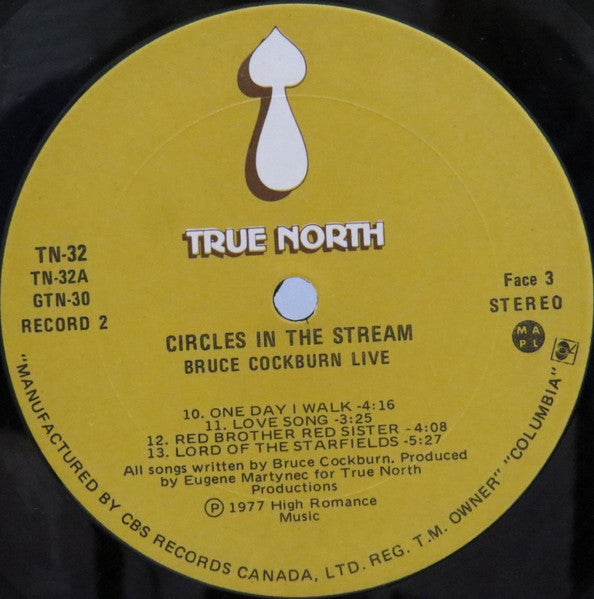 TRUE NORTH
TN-32
TN-32A
GTN-30
RECORD 2
Face 3
STEREO
M A
P L
CIRCLES IN THE STREAM
BRUCE COCKBURN LIVE
10. ONE DAY I WALK -4:16
11. LOVE SONG -3:25
12. RED BROTHER RED SISTER -4:08
13. LORD OF THE STARFIELDS -5:27
All songs written by Bruce Cockburn. Produced
by Eugene Martynec for True North
Productions
Ⓟ 1977 High Romance
Music
"MANUFACTURED BY CBS RECORDS CANADA, LTD. REG. T.M. OWNER" "COLUMBIA"